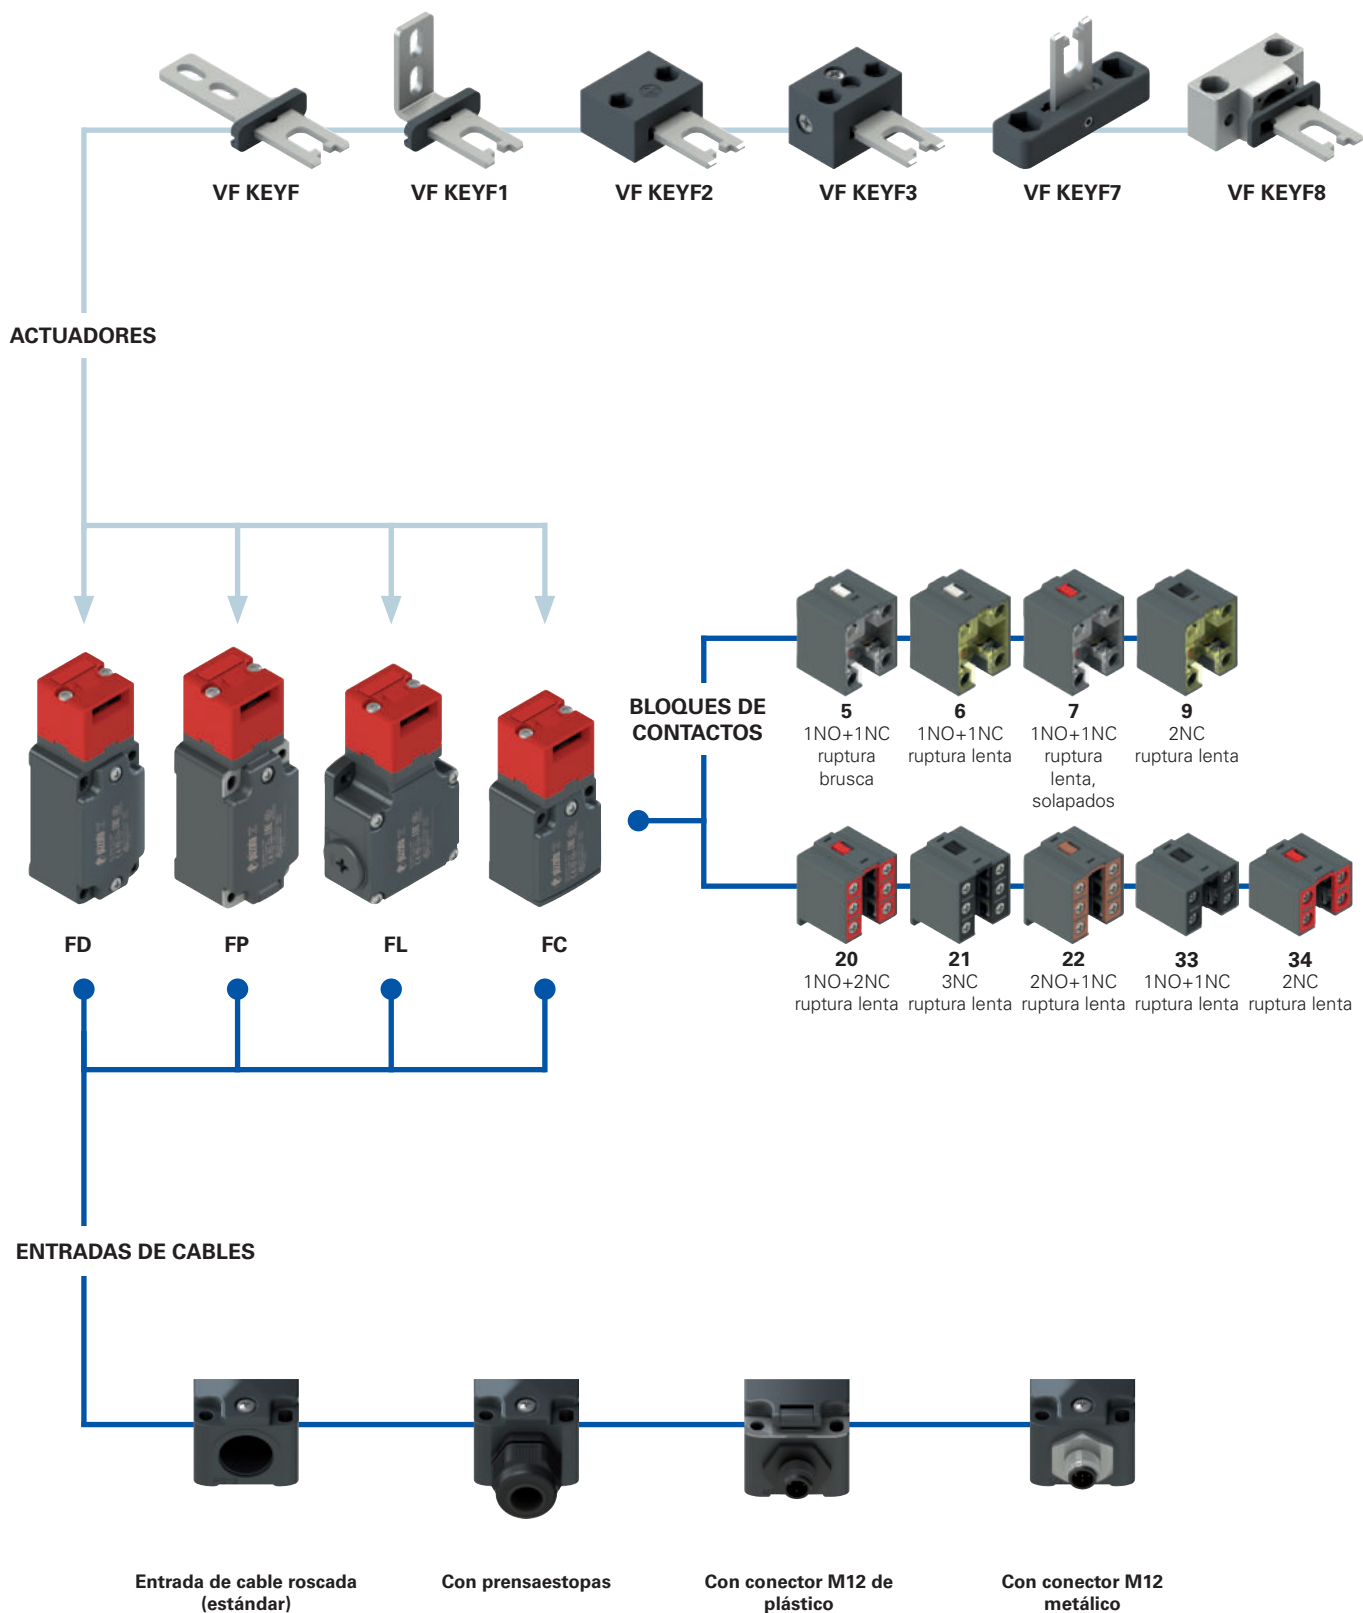 VF KEYF
VF KEYF1
VF KEYF2
VF KEYF3
VF KEYF7
VF KEYF8
ACTUADORES
BLOQUES DE
CONTACTOS
5
1NO+1NC
ruptura
brusca
6
1NO+1NC
ruptura lenta
7
1NO+1NC
ruptura
lenta,
solapados
9
2NC
ruptura lenta
FD
FP
FL
FC
20
1NO+2NC
ruptura lenta
21
3NC
ruptura lenta
22
2NO+1NC
ruptura lenta
33
1NO+1NC
ruptura lenta
34
2NC
ruptura lenta
ENTRADAS DE CABLES
Entrada de cable roscada
(estándar)
Con prensaestopas
Con conector M12 de
plástico
Con conector M12
metálico